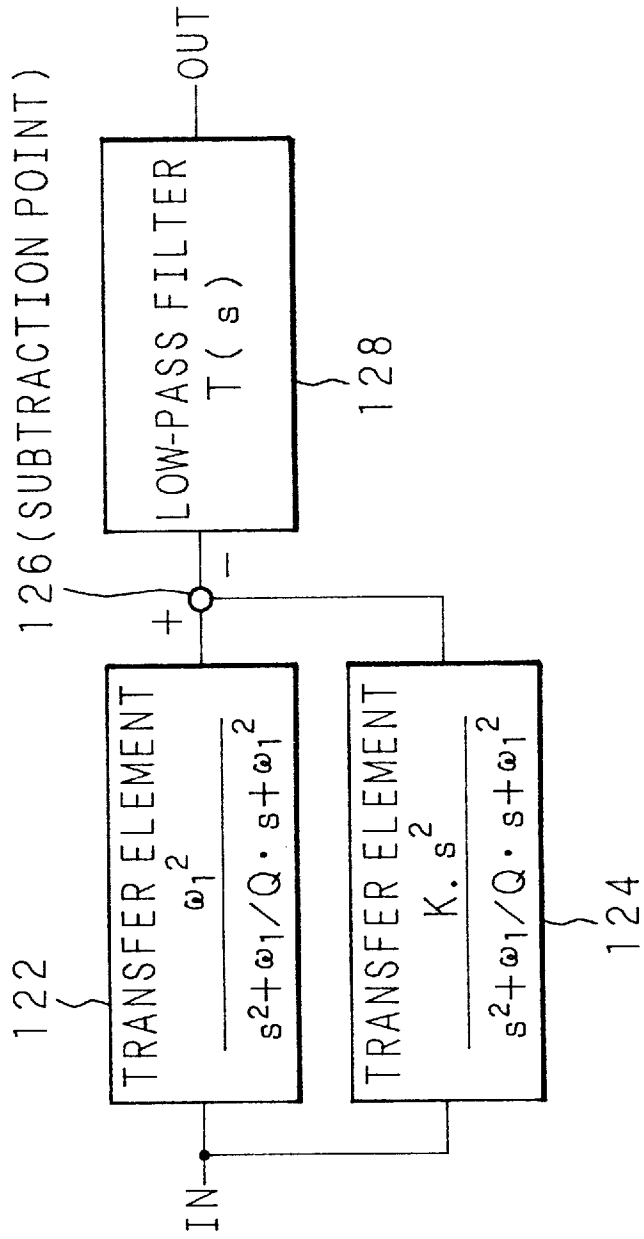 126(SUBTRACTION POINT)
122
TRANSFER ELEMENT
ω₁²
s²+ω₁/Q・s+ω₁²
+
−
LOW-PASS FILTER
T(s)
128
IN
OUT
TRANSFER ELEMENT
K.s²
s²+ω₁/Q・s+ω₁²
124